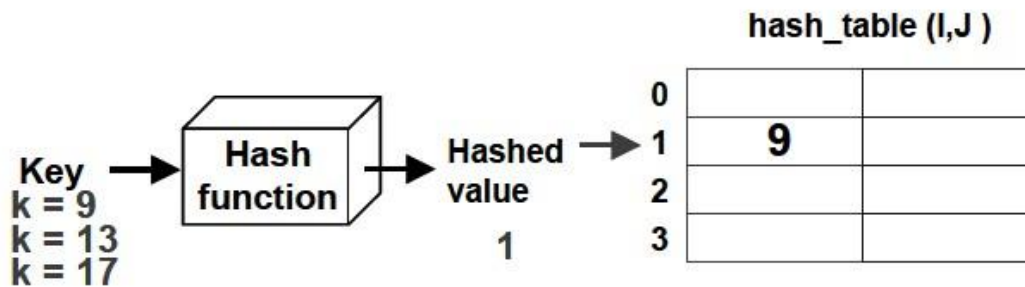 hash_table (I,J )
Key
k = 9
k = 13
k = 17
Hash
function
Hashed
value
1
0
1
9
2
3